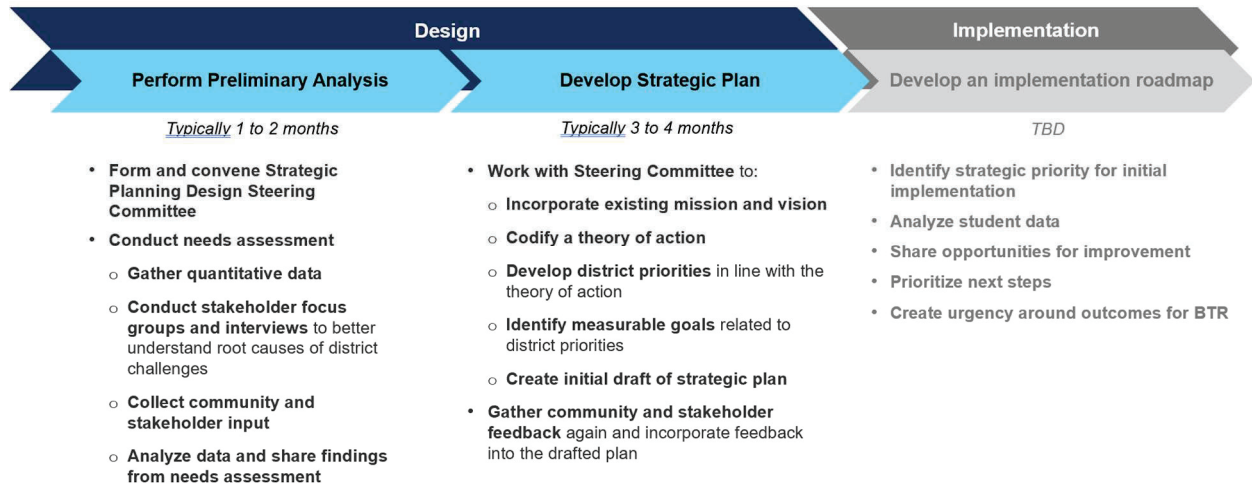 Design
Implementation
Perform Preliminary Analysis
Develop Strategic Plan
Develop an implementation roadmap
Typically 1 to 2 months
Typically 3 to 4 months
TBD
• Form and convene Strategic
Planning Design Steering
Committee
• Conduct needs assessment
o Gather quantitative data
o Conduct stakeholder focus
groups and interviews to better
understand root causes of district
challenges
o Collect community and
stakeholder input
o Analyze data and share findings
from needs assessment
• Work with Steering Committee to:
o Incorporate existing mission and vision
o Codify a theory of action
o Develop district priorities in line with the
theory of action
o Identify measurable goals related to
district priorities
o Create initial draft of strategic plan
• Gather community and stakeholder
feedback again and incorporate feedback
into the drafted plan
• Identify strategic priority for initial
implementation
• Analyze student data
• Share opportunities for improvement
• Prioritize next steps
• Create urgency around outcomes for BTR